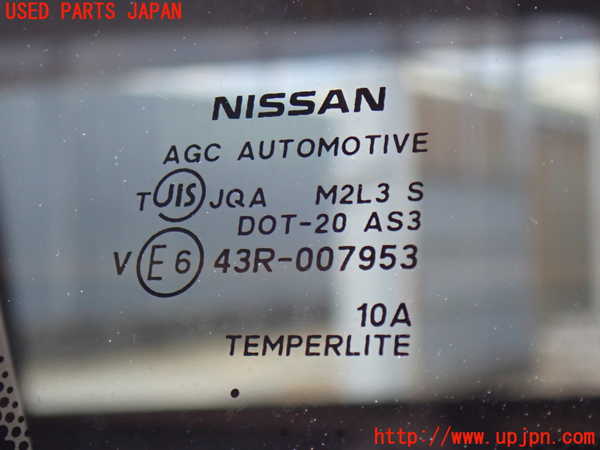 USED PARTS JAPAN
NISSAN
AGC AUTOMOTIVE
T JIS JQA M2L3 S
DOT-20 AS3
V E6 43R-007953
10A
TEMPERLITE
http://www.upjpn.com